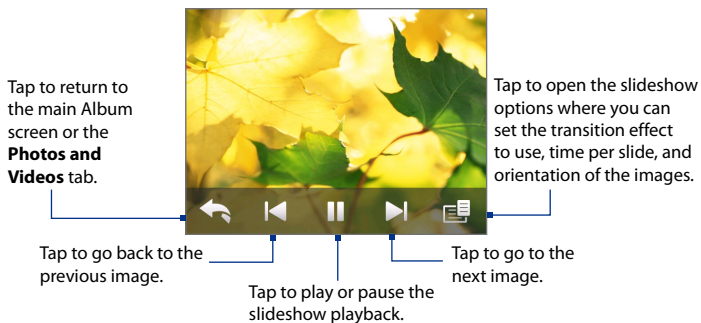 Tap to return to
the main Album
screen or the
Photos and
Videos tab.
Tap to open the slideshow
options where you can
set the transition effect
to use, time per slide, and
orientation of the images.
Tap to go back to the
previous image.
Tap to play or pause the
slideshow playback.
Tap to go to the
next image.